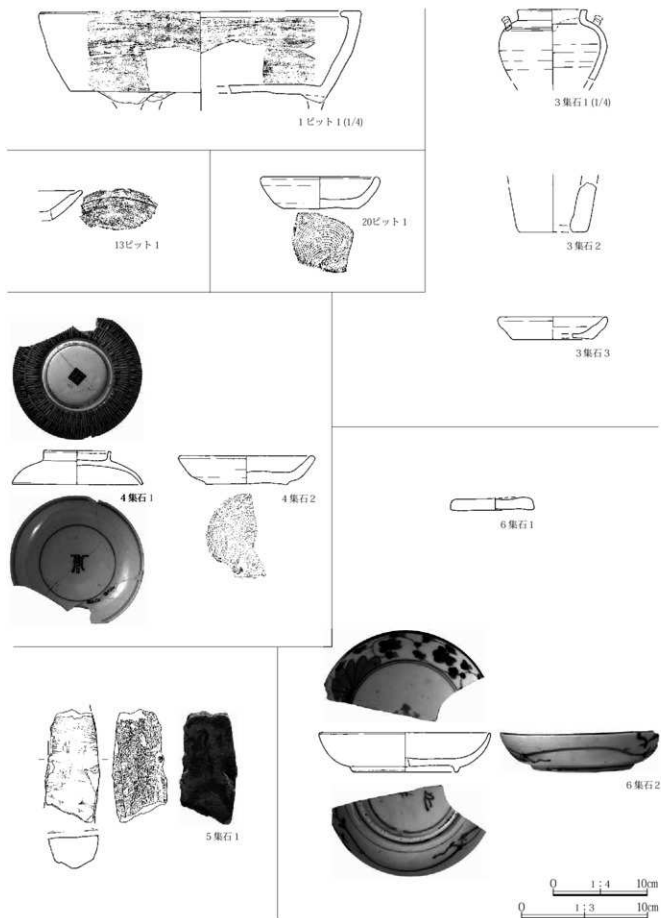 1 ピット 1 (1/4)
3 集石 1 (1/4)
13ピット 1
20ピット 1
3 集石 2
3 集石 3
4 集石 1
4 集石 2
6 集石 1
5 集石 1
6 集石 2
0 1 : 4 10cm
0 1 : 3 10cm